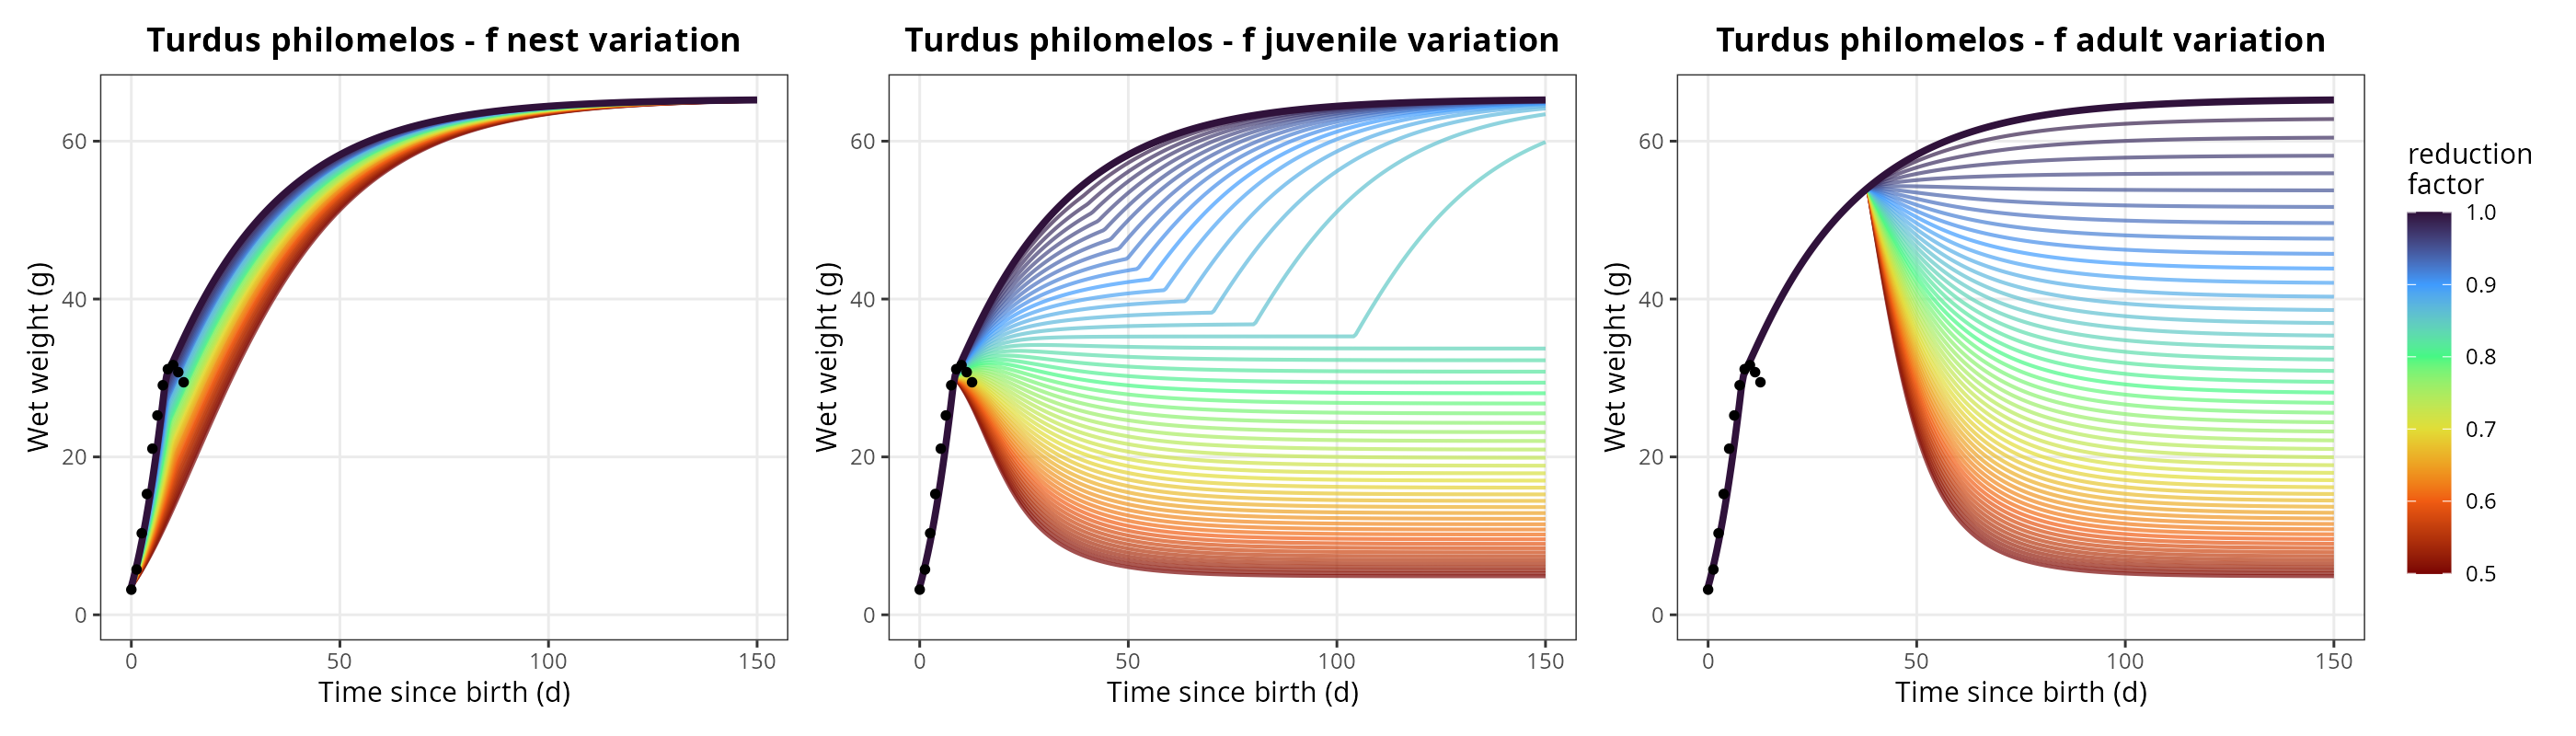 Turdus philomelos - f nest variation
Wet weight (g)
60
40
20
0
0 50 100 150
Time since birth (d)
Turdus philomelos - f juvenile variation
Wet weight (g)
60
40
20
0
0 50 100 150
Time since birth (d)
Turdus philomelos - f adult variation
Wet weight (g)
60
40
20
0
0 50 100 150
Time since birth (d)
reduction
factor
1.0
0.9
0.8
0.7
0.6
0.5